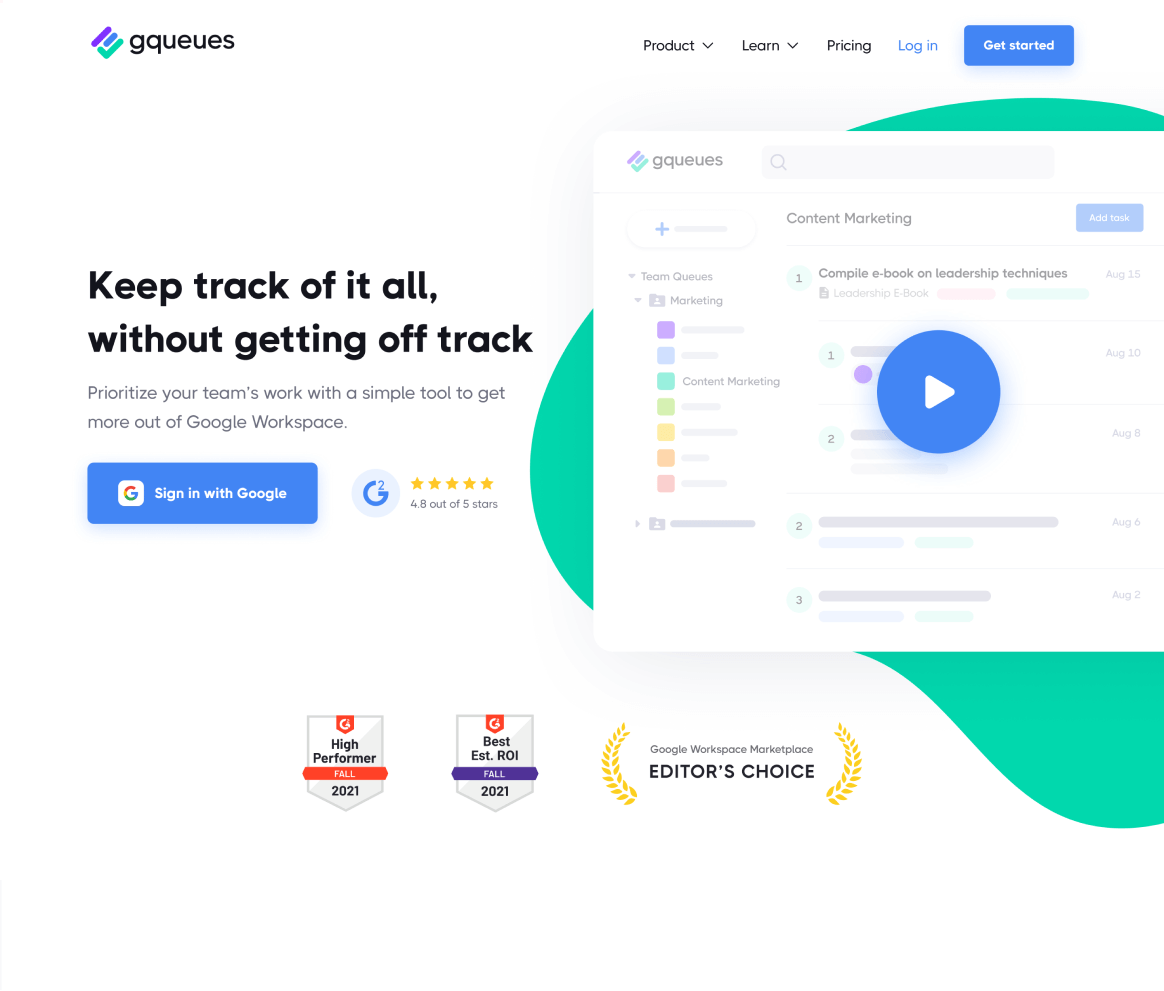 gqueues
Product
Learn
Pricing
Log in
Get started
Keep track of it all,
without getting off track
Prioritize your team's work with a simple tool to get
more out of Google Workspace.
G Sign in with Google
G2
4.8 out of 5 stars
gqueues
Content Marketing
Add task
Team Queues
Marketing
Content Marketing
1
Compile e-book on leadership techniques
Aug 15
Leadership E-Book
1
Aug 10
2
Aug 8
2
Aug 6
3
Aug 2
G2
High
Performer
FALL
2021
G2
Best
Est. ROI
FALL
2021
Google Workspace Marketplace
EDITOR'S CHOICE